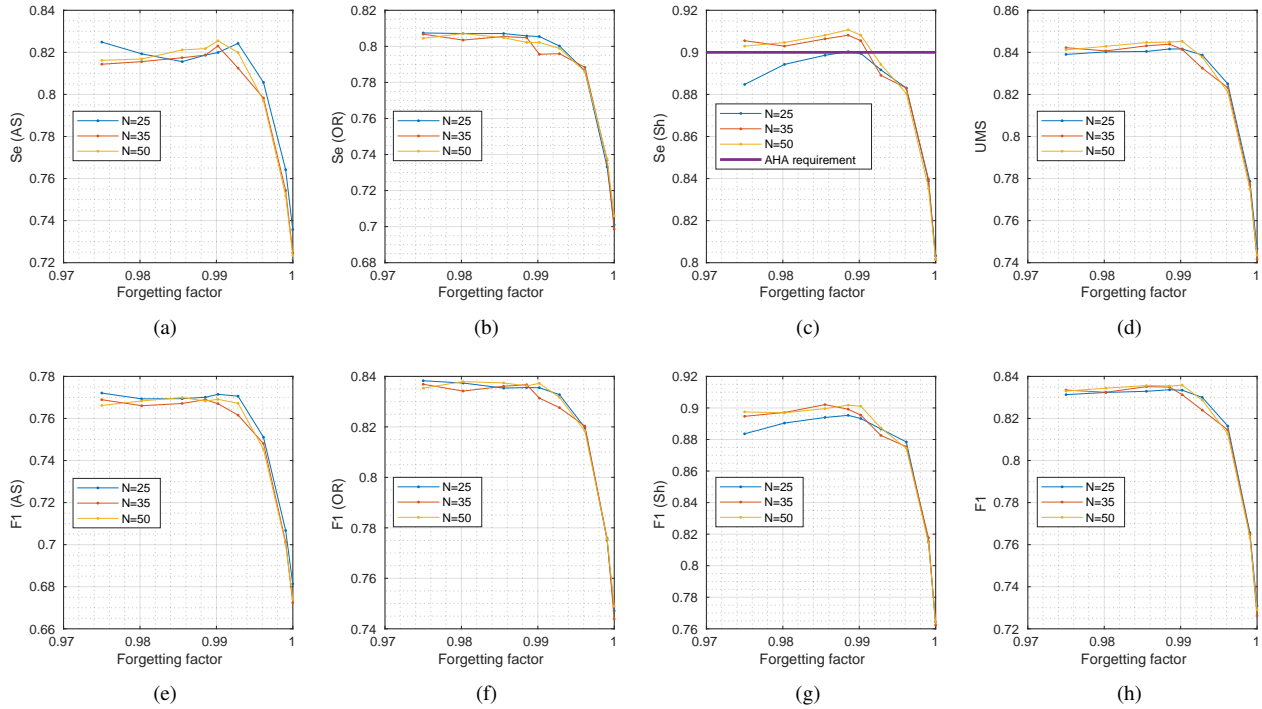 0.84
0.82
0.8
0.78
0.76
0.74
0.72
0.97
0.98
0.99
1
Se (AS)
Forgetting factor
N=25
N=35
N=50
(a)
0.82
0.8
0.78
0.76
0.74
0.72
0.7
0.68
0.97
0.98
0.99
1
Se (OR)
Forgetting factor
N=25
N=35
N=50
(b)
0.92
0.9
0.88
0.86
0.84
0.82
0.8
0.97
0.98
0.99
1
Se (Sh)
Forgetting factor
N=25
N=35
N=50
AHA requirement
(c)
0.86
0.84
0.82
0.8
0.78
0.76
0.74
0.97
0.98
0.99
1
UMS
Forgetting factor
N=25
N=35
N=50
(d)
0.78
0.76
0.74
0.72
0.7
0.68
0.66
0.97
0.98
0.99
1
F1 (AS)
Forgetting factor
N=25
N=35
N=50
(e)
0.84
0.82
0.8
0.78
0.76
0.74
0.97
0.98
0.99
1
F1 (OR)
Forgetting factor
N=25
N=35
N=50
(f)
0.92
0.9
0.88
0.86
0.84
0.82
0.8
0.78
0.76
0.97
0.98
0.99
1
F1 (Sh)
Forgetting factor
N=25
N=35
N=50
(g)
0.84
0.82
0.8
0.78
0.76
0.74
0.72
0.97
0.98
0.99
1
F1
Forgetting factor
N=25
N=35
N=50
(h)